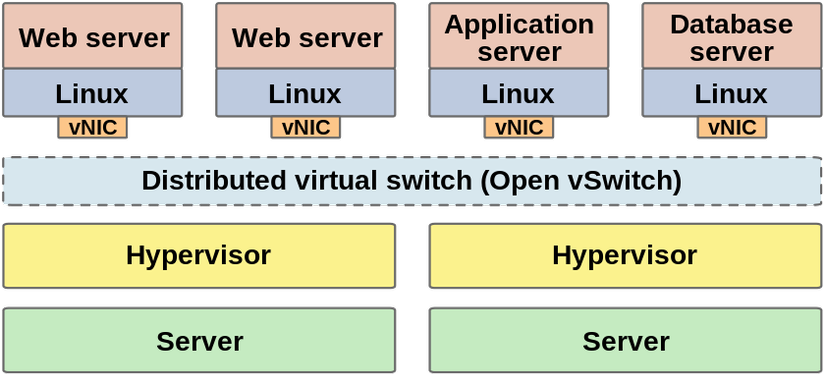 Web server
Web server
Application
server
Database
server
Linux
Linux
Linux
Linux
vNIC
vNIC
vNIC
vNIC
Distributed virtual switch (Open vSwitch)
Hypervisor
Hypervisor
Server
Server